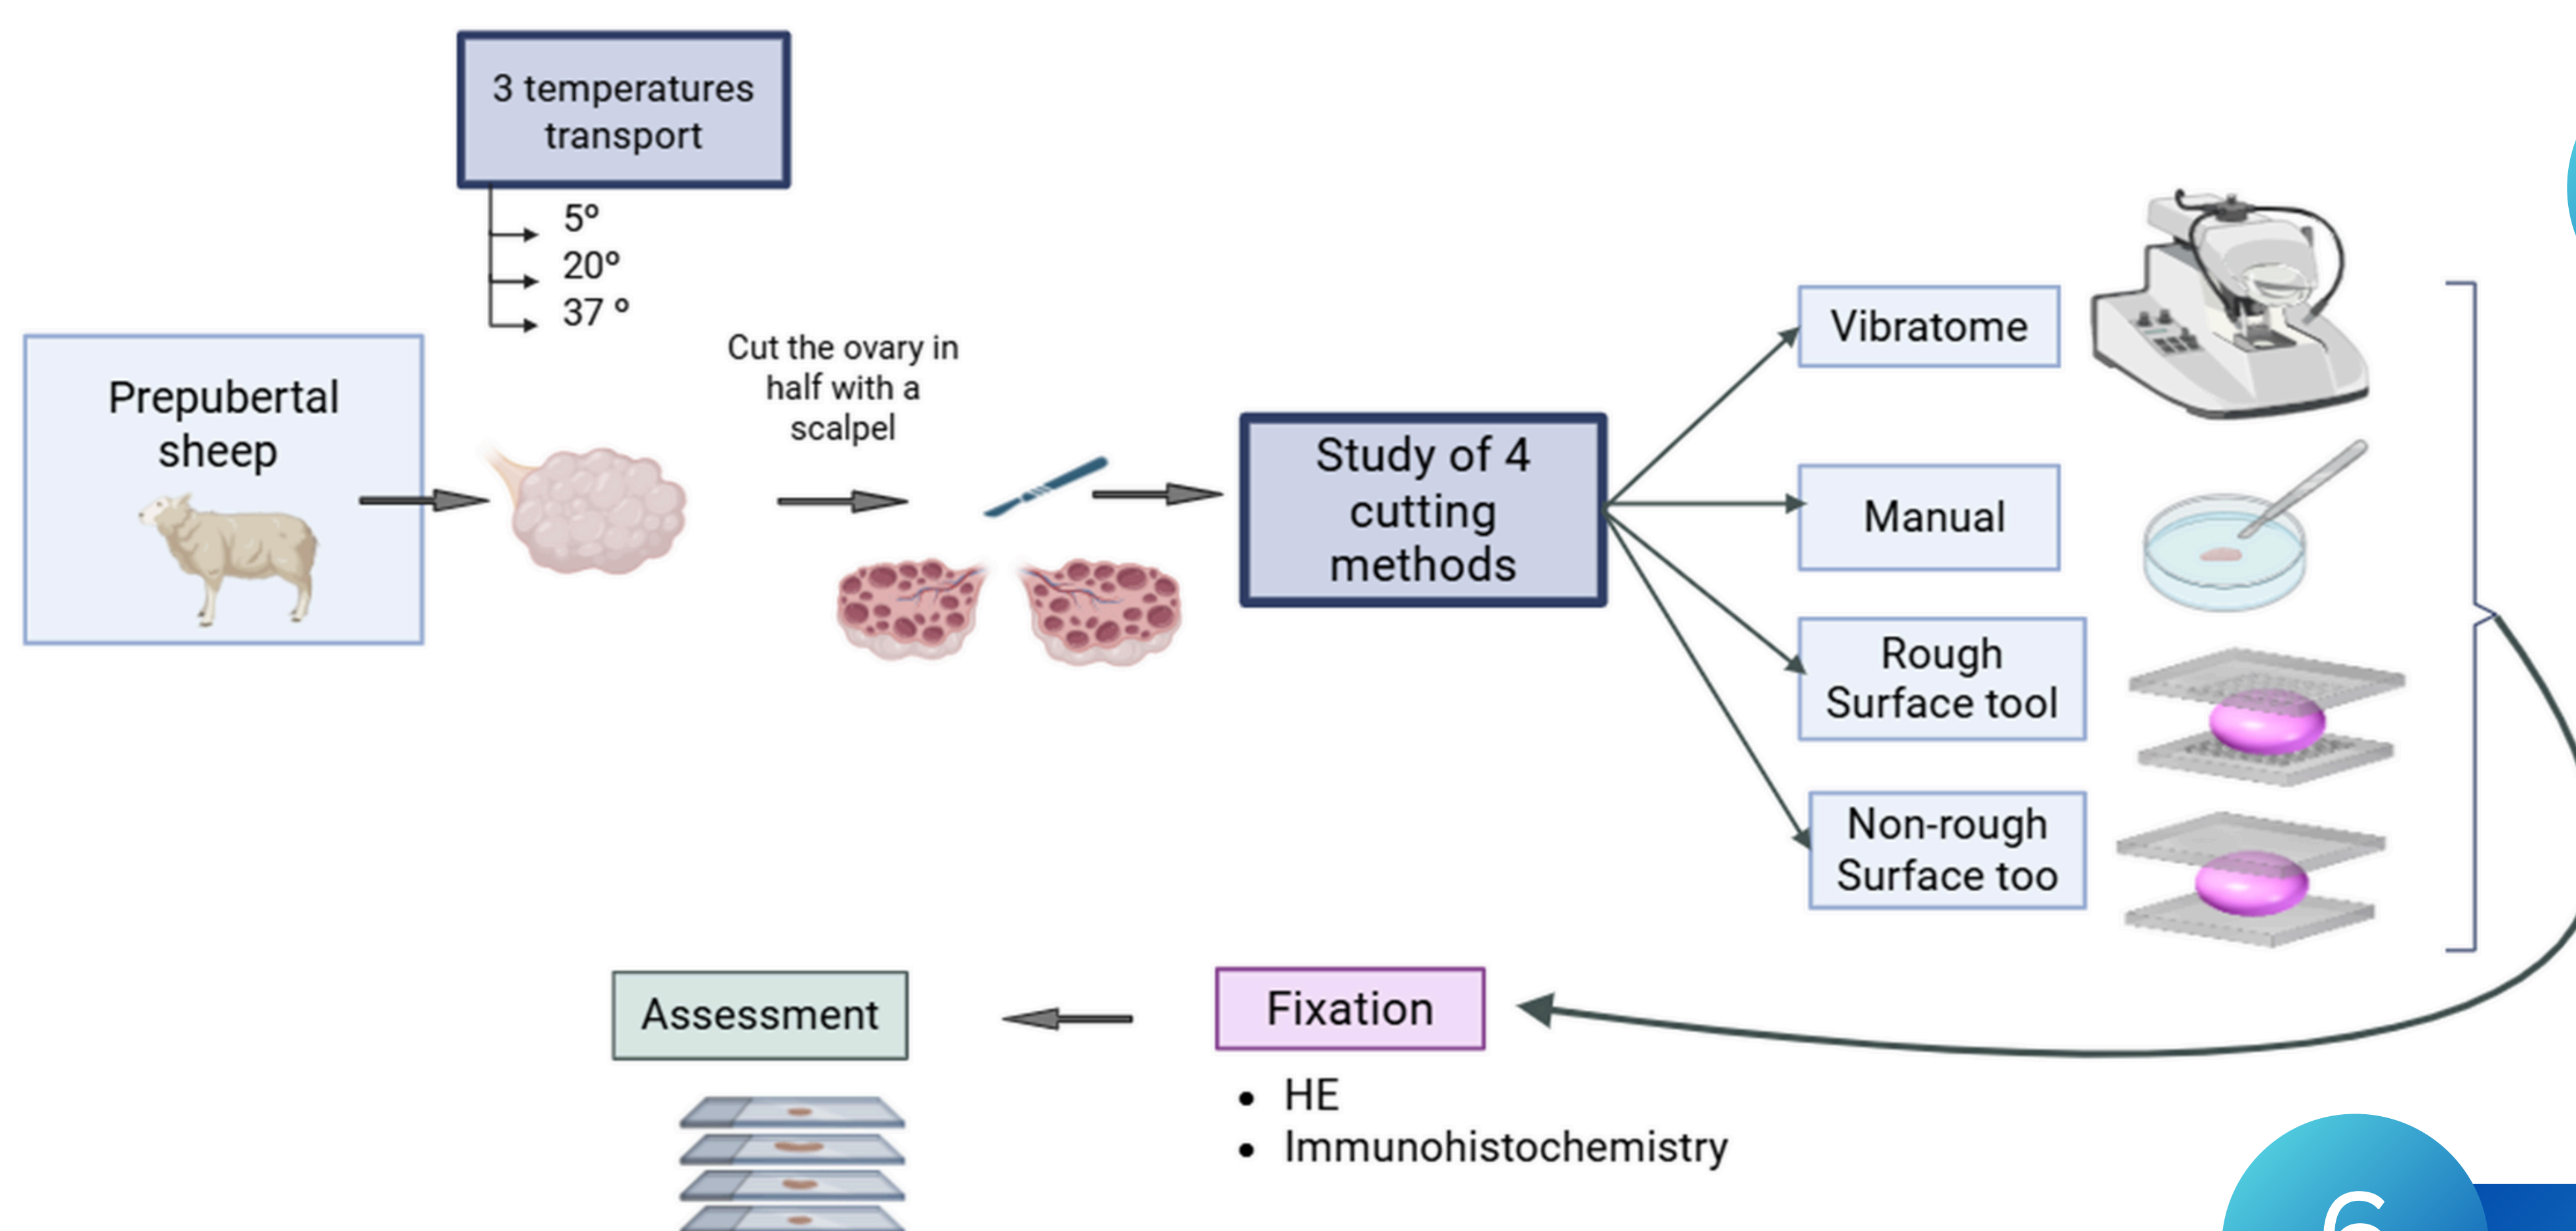 3 temperatures
transport
5º
20º
37 º
Prepubertal
sheep
Cut the ovary in
half with a
scalpel
Study of 4
cutting
methods
Vibratome
Manual
Rough
Surface tool
Non-rough
Surface too
Fixation
HE
Immunohistochemistry
Assessment
6